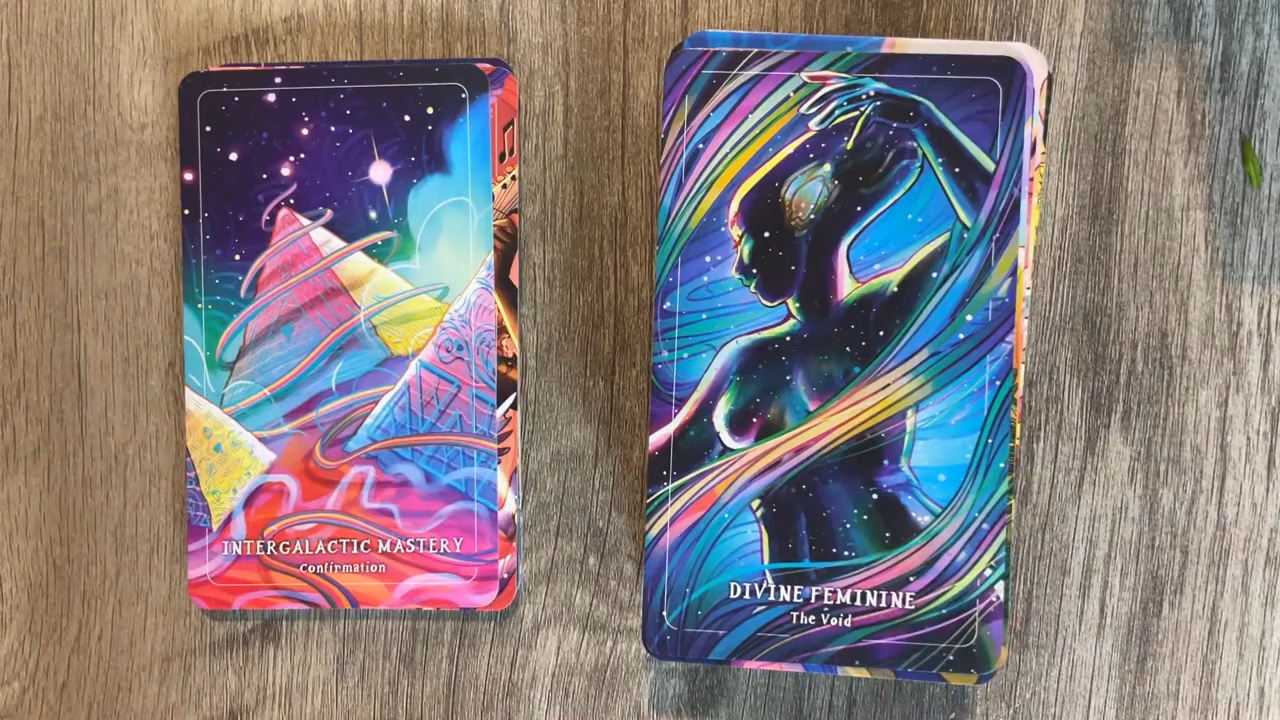 INTERGALACTIC MASTERY
Confirmation
DIVINE FEMININE
The Void